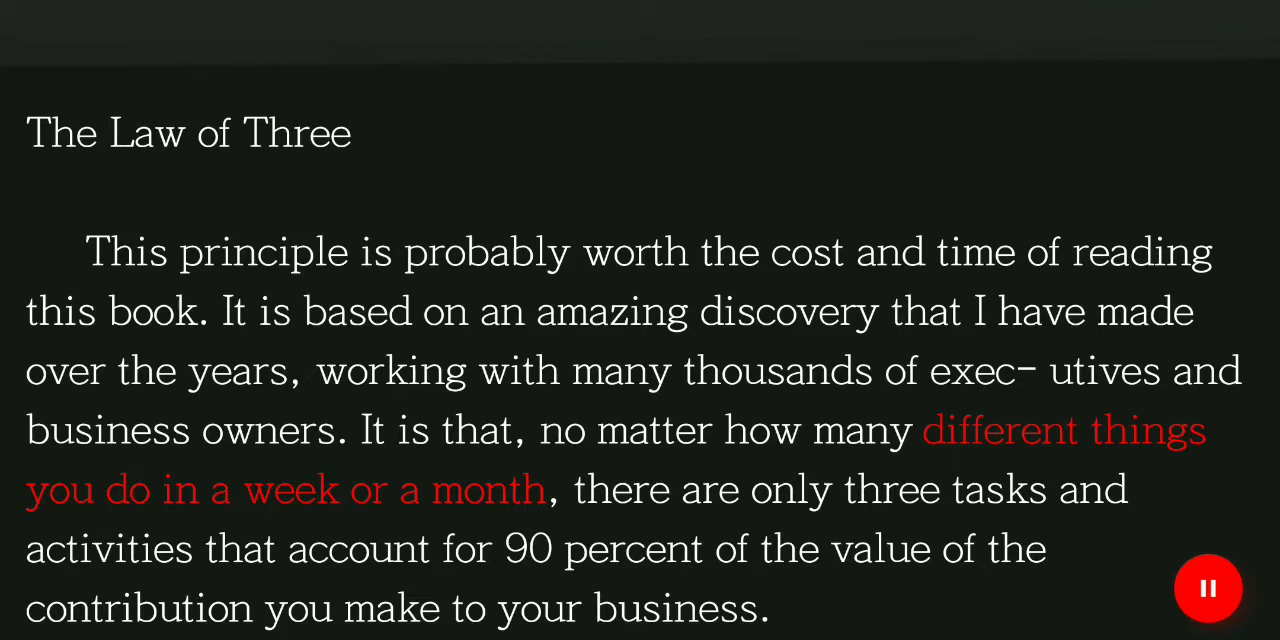 The Law of Three
This principle is probably worth the cost and time of reading
this book. It is based on an amazing discovery that I have made
over the years, working with many thousands of exec- utives and
business owners. It is that, no matter how many different things
you do in a week or a month, there are only three tasks and
activities that account for 90 percent of the value of the
contribution you make to your business.